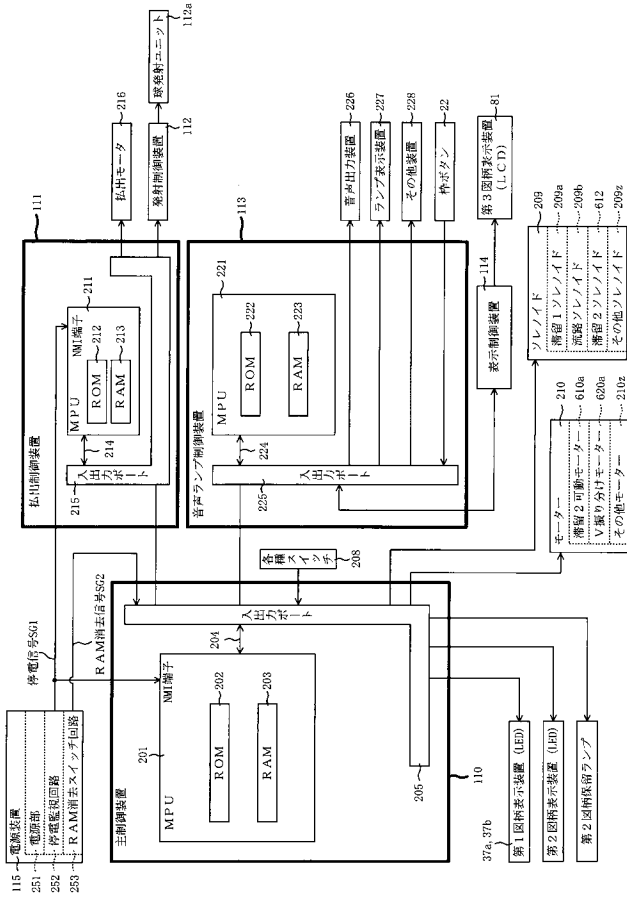 115
電源装置
251
電源部
252
停電監視回路
253
RAM消去スイッチ回路
停電信号SG1
RAM消去信号SG2
111
払出制御装置
211
NMI端子
MPU
212
ROM
213
RAM
214
215
入出力ポート
216
払出モータ
112
発射制御装置
112a
球発射ユニット
113
音声ランプ制御装置
221
MPU
222
ROM
223
RAM
224
225
入出力ポート
226
音声出力装置
227
ランプ表示装置
228
その他装置
22
枠ボタン
114
表示制御装置
81
第3図柄表示装置
(LCD)
主制御装置
110
201
NMI端子
MPU
202
ROM
203
RAM
204
205
入出力ポート
各種スイッチ
208
37a,37b
第1図柄表示装置(LED)
第2図柄表示装置(LED)
第2図柄保留ランプ
210
モーター
610a
滞留2可動モーター
620a
V振り分けモーター
210z
その他モーター
209
ソレノイド
209a
滞留1ソレノイド
209b
流路ソレノイド
612
滞留2ソレノイド
209z
その他ソレノイド